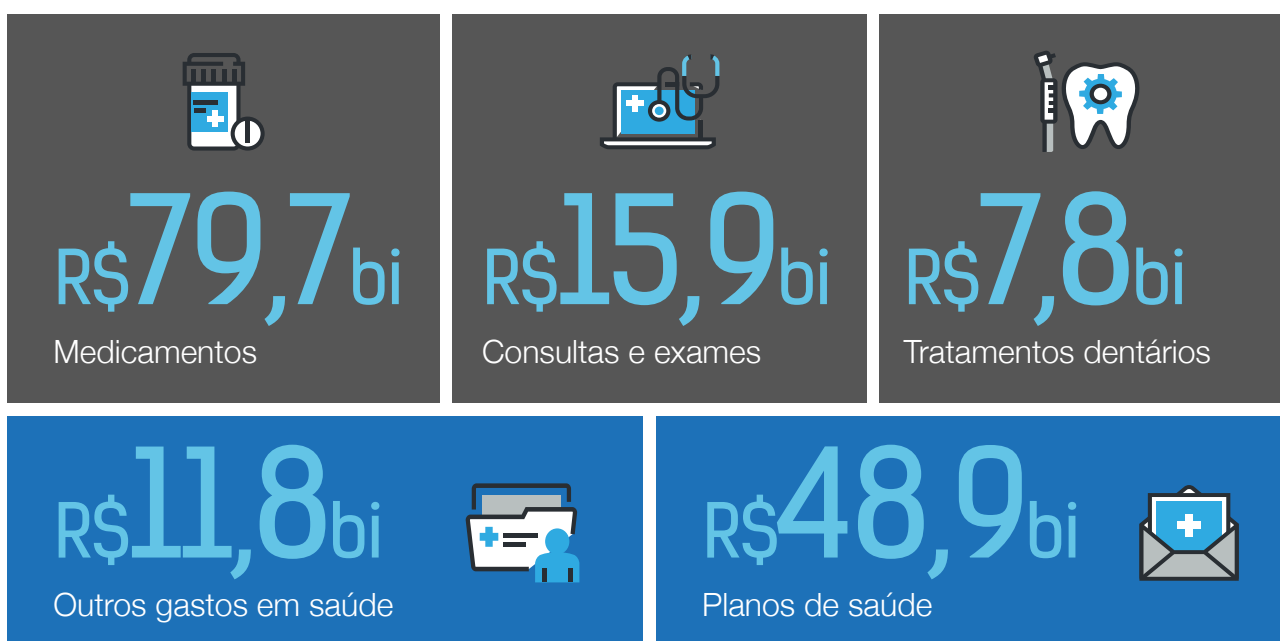 R$79,7bi
Medicamentos
R$15,9bi
Consultas e exames
R$7,8bi
Tratamentos dentários
R$11,8bi
Outros gastos em saúde
R$48,9bi
Planos de saúde